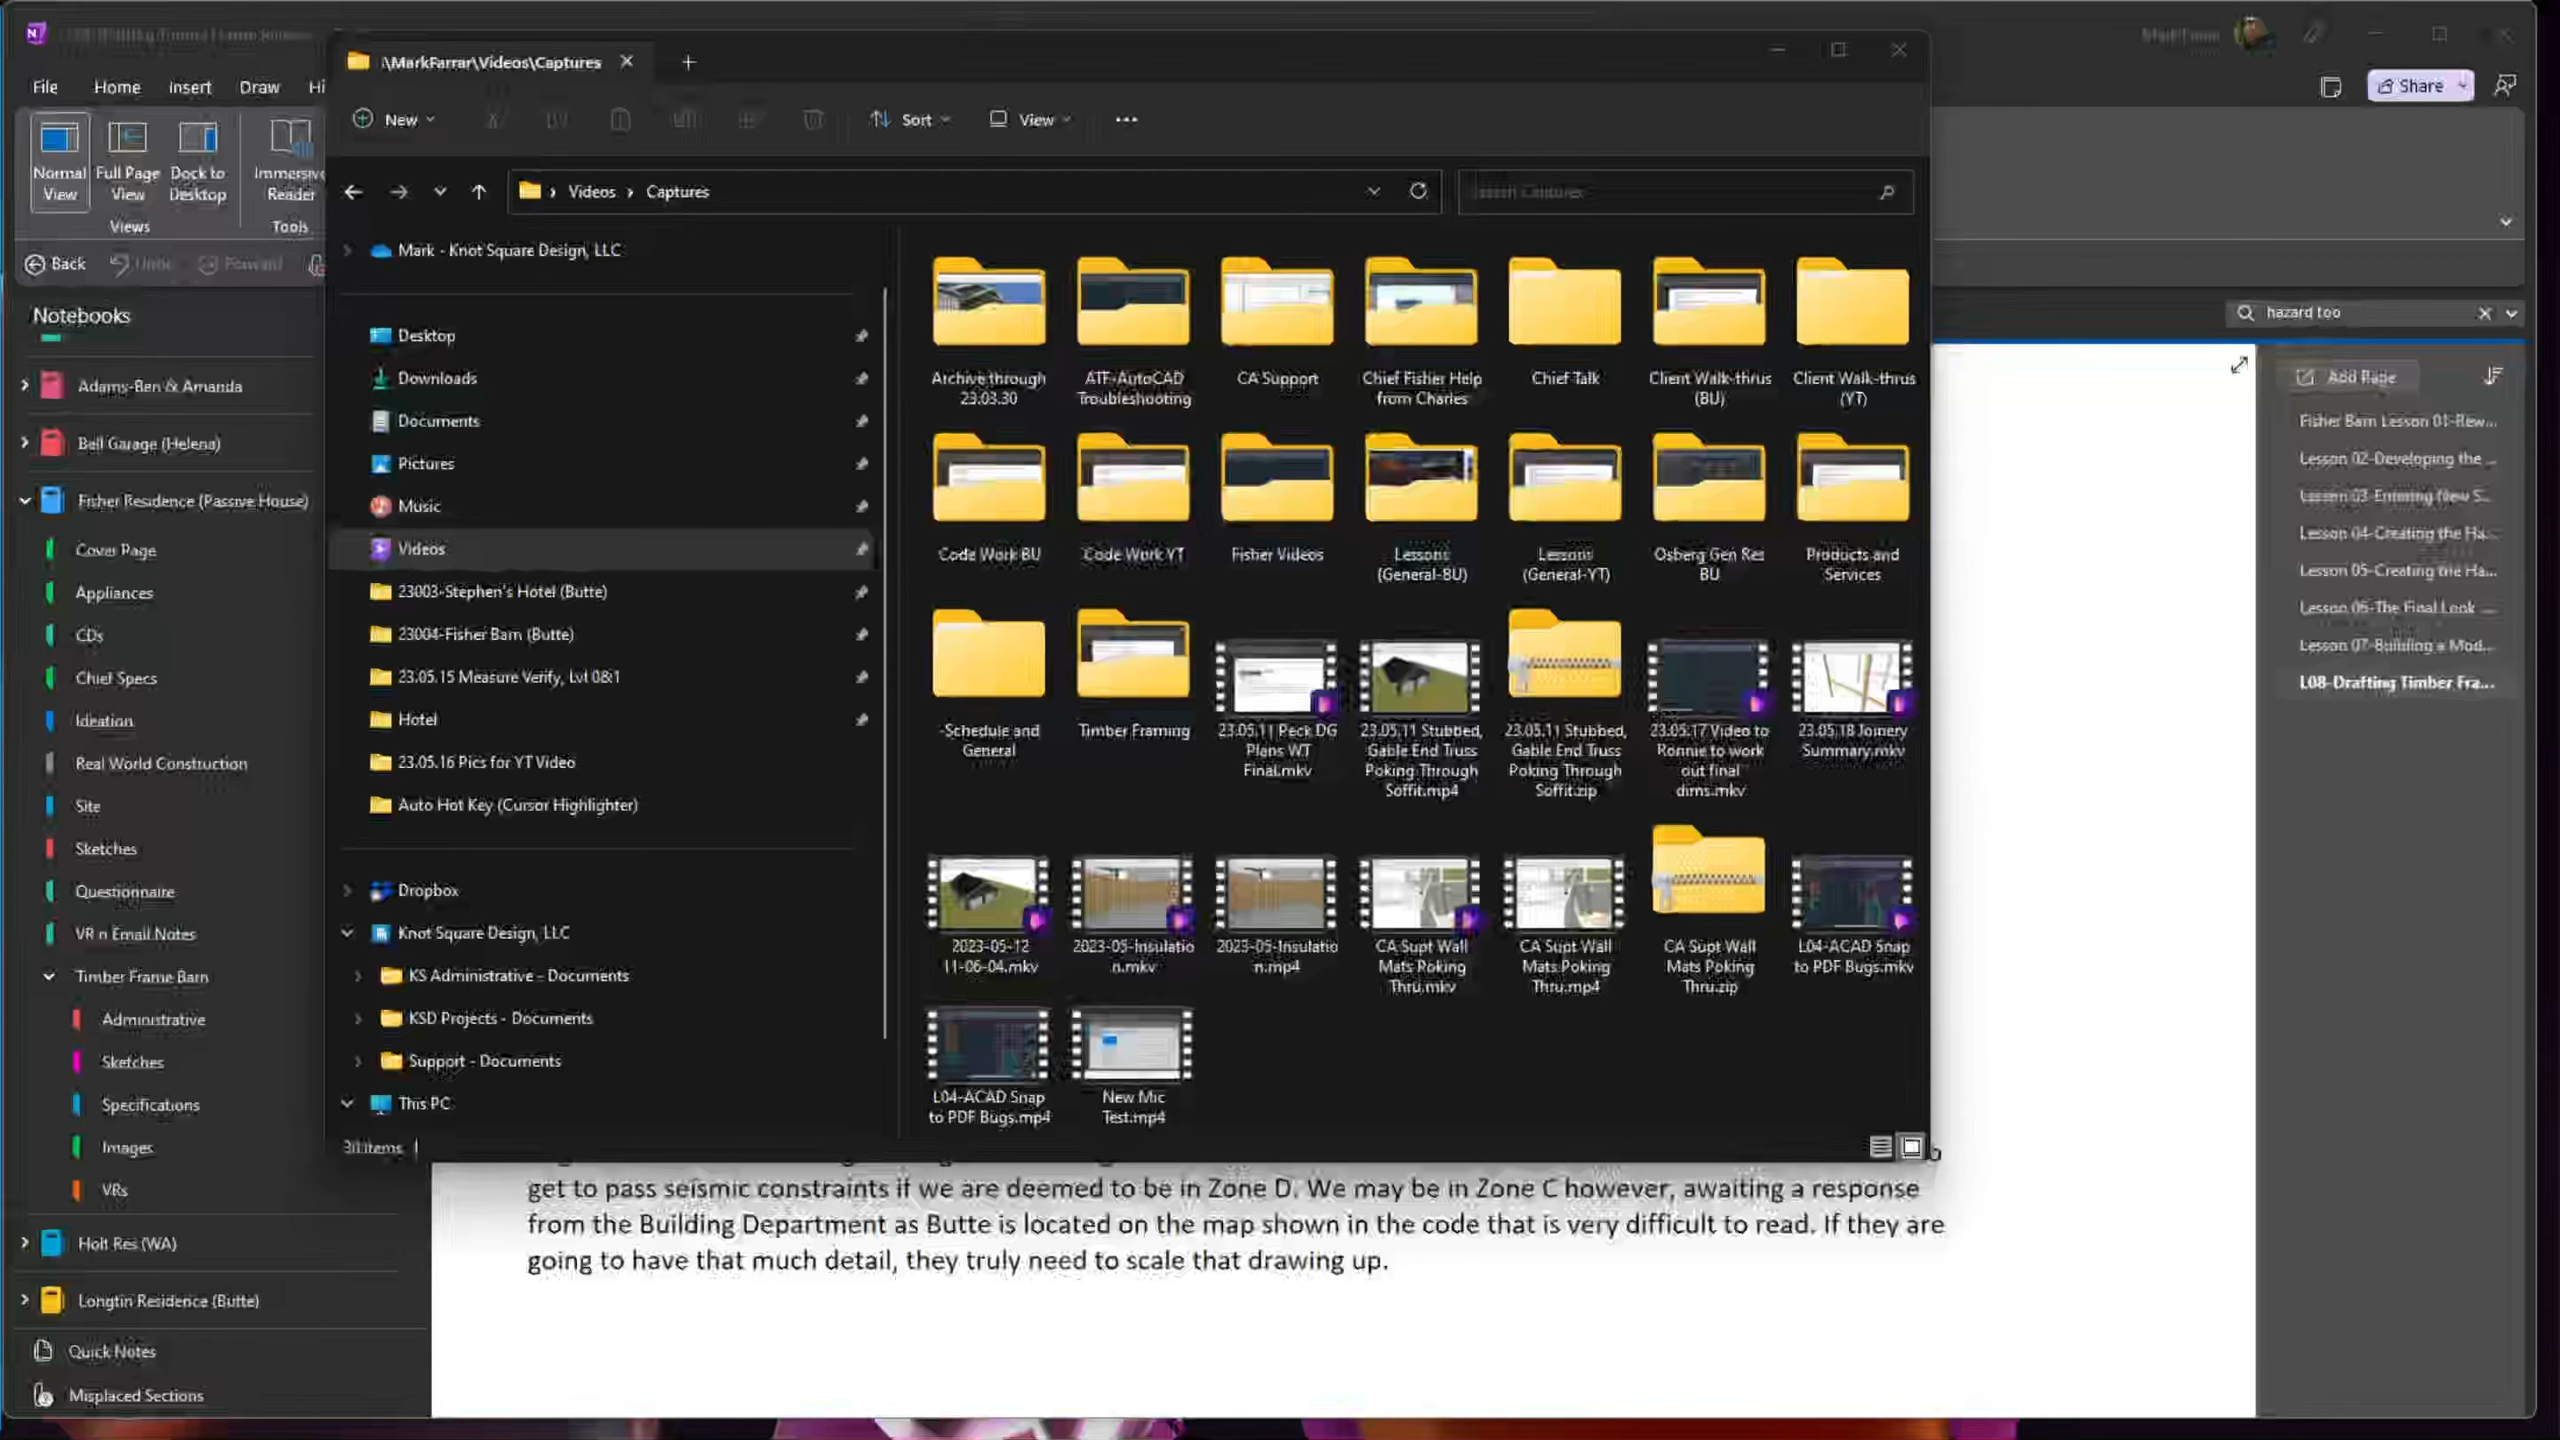 \MarkFarrar\Videos\Captures
File
Home
Insert
Draw
Hi
Share
New
Sort
View
Normal View
Full Page View
Dock to Desktop
Immersive Reader
Views
Tools
Videos
Captures
Search Captures
Back
Undo
Forward
Notebooks
hazard too
Adams-Ben & Amanda
Bell Garage (Helena)
Fisher Residence (Passive House)
Cover Page
Appliances
CDs
Chief Specs
Ideation
Real World Construction
Site
Sketches
Questionnaire
VR n Email Notes
Timber Frame Barn
Administrative
Sketches
Specifications
Images
VRs
Holt Res (WA)
Longtin Residence (Butte)
Quick Notes
Misplaced Sections
Mark - Knot Square Design, LLC
Desktop
Downloads
Documents
Pictures
Music
Videos
23003-Stephen's Hotel (Butte)
23004-Fisher Barn (Butte)
23.05.15 Measure Verify, Lvl 0&1
Hotel
23.05.16 Pics for YT Video
Auto Hot Key (Cursor Highlighter)
Dropbox
Knot Square Design, LLC
KS Administrative - Documents
KSD Projects - Documents
Support - Documents
This PC
30 items
Archive through 23.03.30
ATF-AutoCAD Troubleshooting
CA Support
Chief Fisher Help from Charles
Chief Talk
Client Walk-thrus (BU)
Client Walk-thrus (YT)
Code Work BU
Code Work YT
Fisher Videos
Lessons (General-BU)
Lessons (General-YT)
Osberg Gen Res BU
Products and Services
-Schedule and General
Timber Framing
23.05.11 Peck DG Plans WT Final.mkv
23.05.11 Stubbed, Gable End Truss Poking Through Soffit.mp4
23.05.11 Stubbed, Gable End Truss Poking Through Soffit.zip
23.05.17 Video to Ronnie to work out final dims.mkv
23.05.18 Joinery Summary.mkv
2023-05-12 11-06-04.mkv
2023-05-Insulation.mkv
2023-05-Insulation.mp4
CA Supt Wall Mats Poking Thru.mkv
CA Supt Wall Mats Poking Thru.mp4
CA Supt Wall Mats Poking Thru.zip
L04-ACAD Snap to PDF Bugs.mkv
L04-ACAD Snap to PDF Bugs.mp4
New Mic Test.mp4
get to pass seismic constraints if we are deemed to be in Zone D. We may be in Zone C however, awaiting a response
from the Building Department as Butte is located on the map shown in the code that is very difficult to read. If they are
going to have that much detail, they truly need to scale that drawing up.
Add Page
Fisher Barn Lesson 01-Rew...
Lesson 02-Developing the ...
Lesson 03-Entering New S...
Lesson 04-Creating the Ha...
Lesson 05-Creating the Ha...
Lesson 06-The Final Look ...
Lesson 07-Building a Mod...
L08-Drafting Timber Fra...